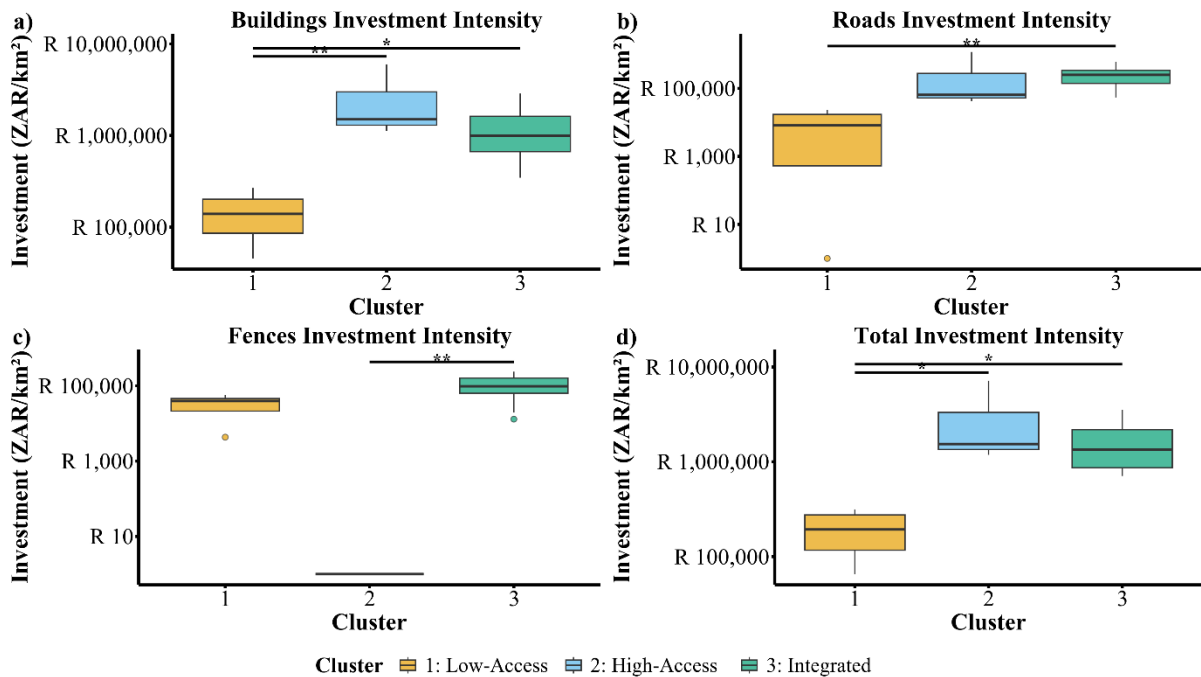 a)
Buildings Investment Intensity
Investment (ZAR/km²)
R 10,000,000
R 1,000,000
R 100,000
**
*
1
2
3
Cluster
b)
Roads Investment Intensity
Investment (ZAR/km²)
R 100,000
R 1,000
R 10
**
1
2
3
Cluster
c)
Fences Investment Intensity
Investment (ZAR/km²)
R 100,000
R 1,000
R 10
**
1
2
3
Cluster
d)
Total Investment Intensity
Investment (ZAR/km²)
R 10,000,000
R 1,000,000
R 100,000
*
*
1
2
3
Cluster
Cluster 1: Low-Access 2: High-Access 3: Integrated